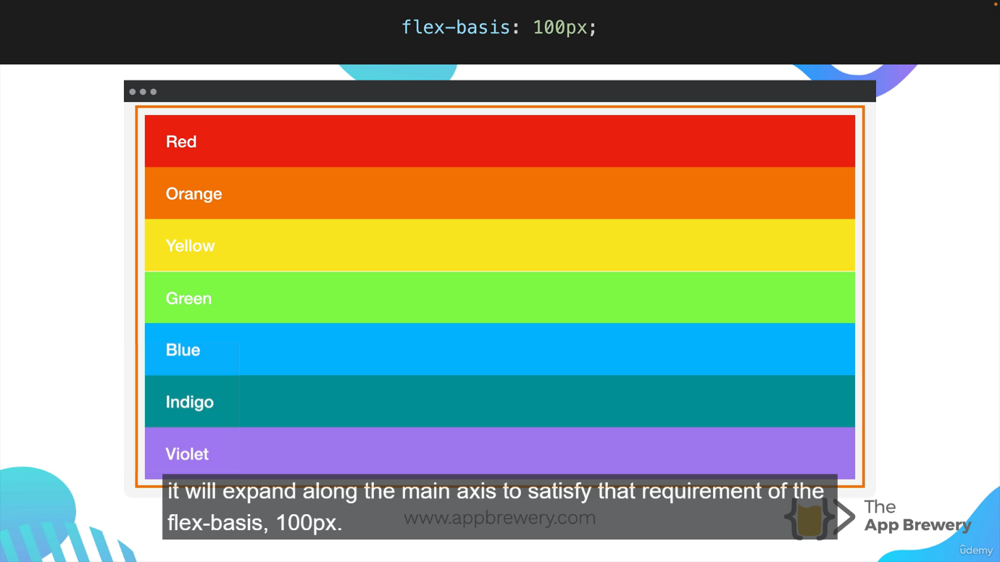 flex-basis: 100px;
Red
Orange
Yellow
Green
Blue
Indigo
Violet
it will expand along the main axis to satisfy that requirement of the
flex-basis, 100px.
www.appbrewery.com
The
App Brewery
ûdemy